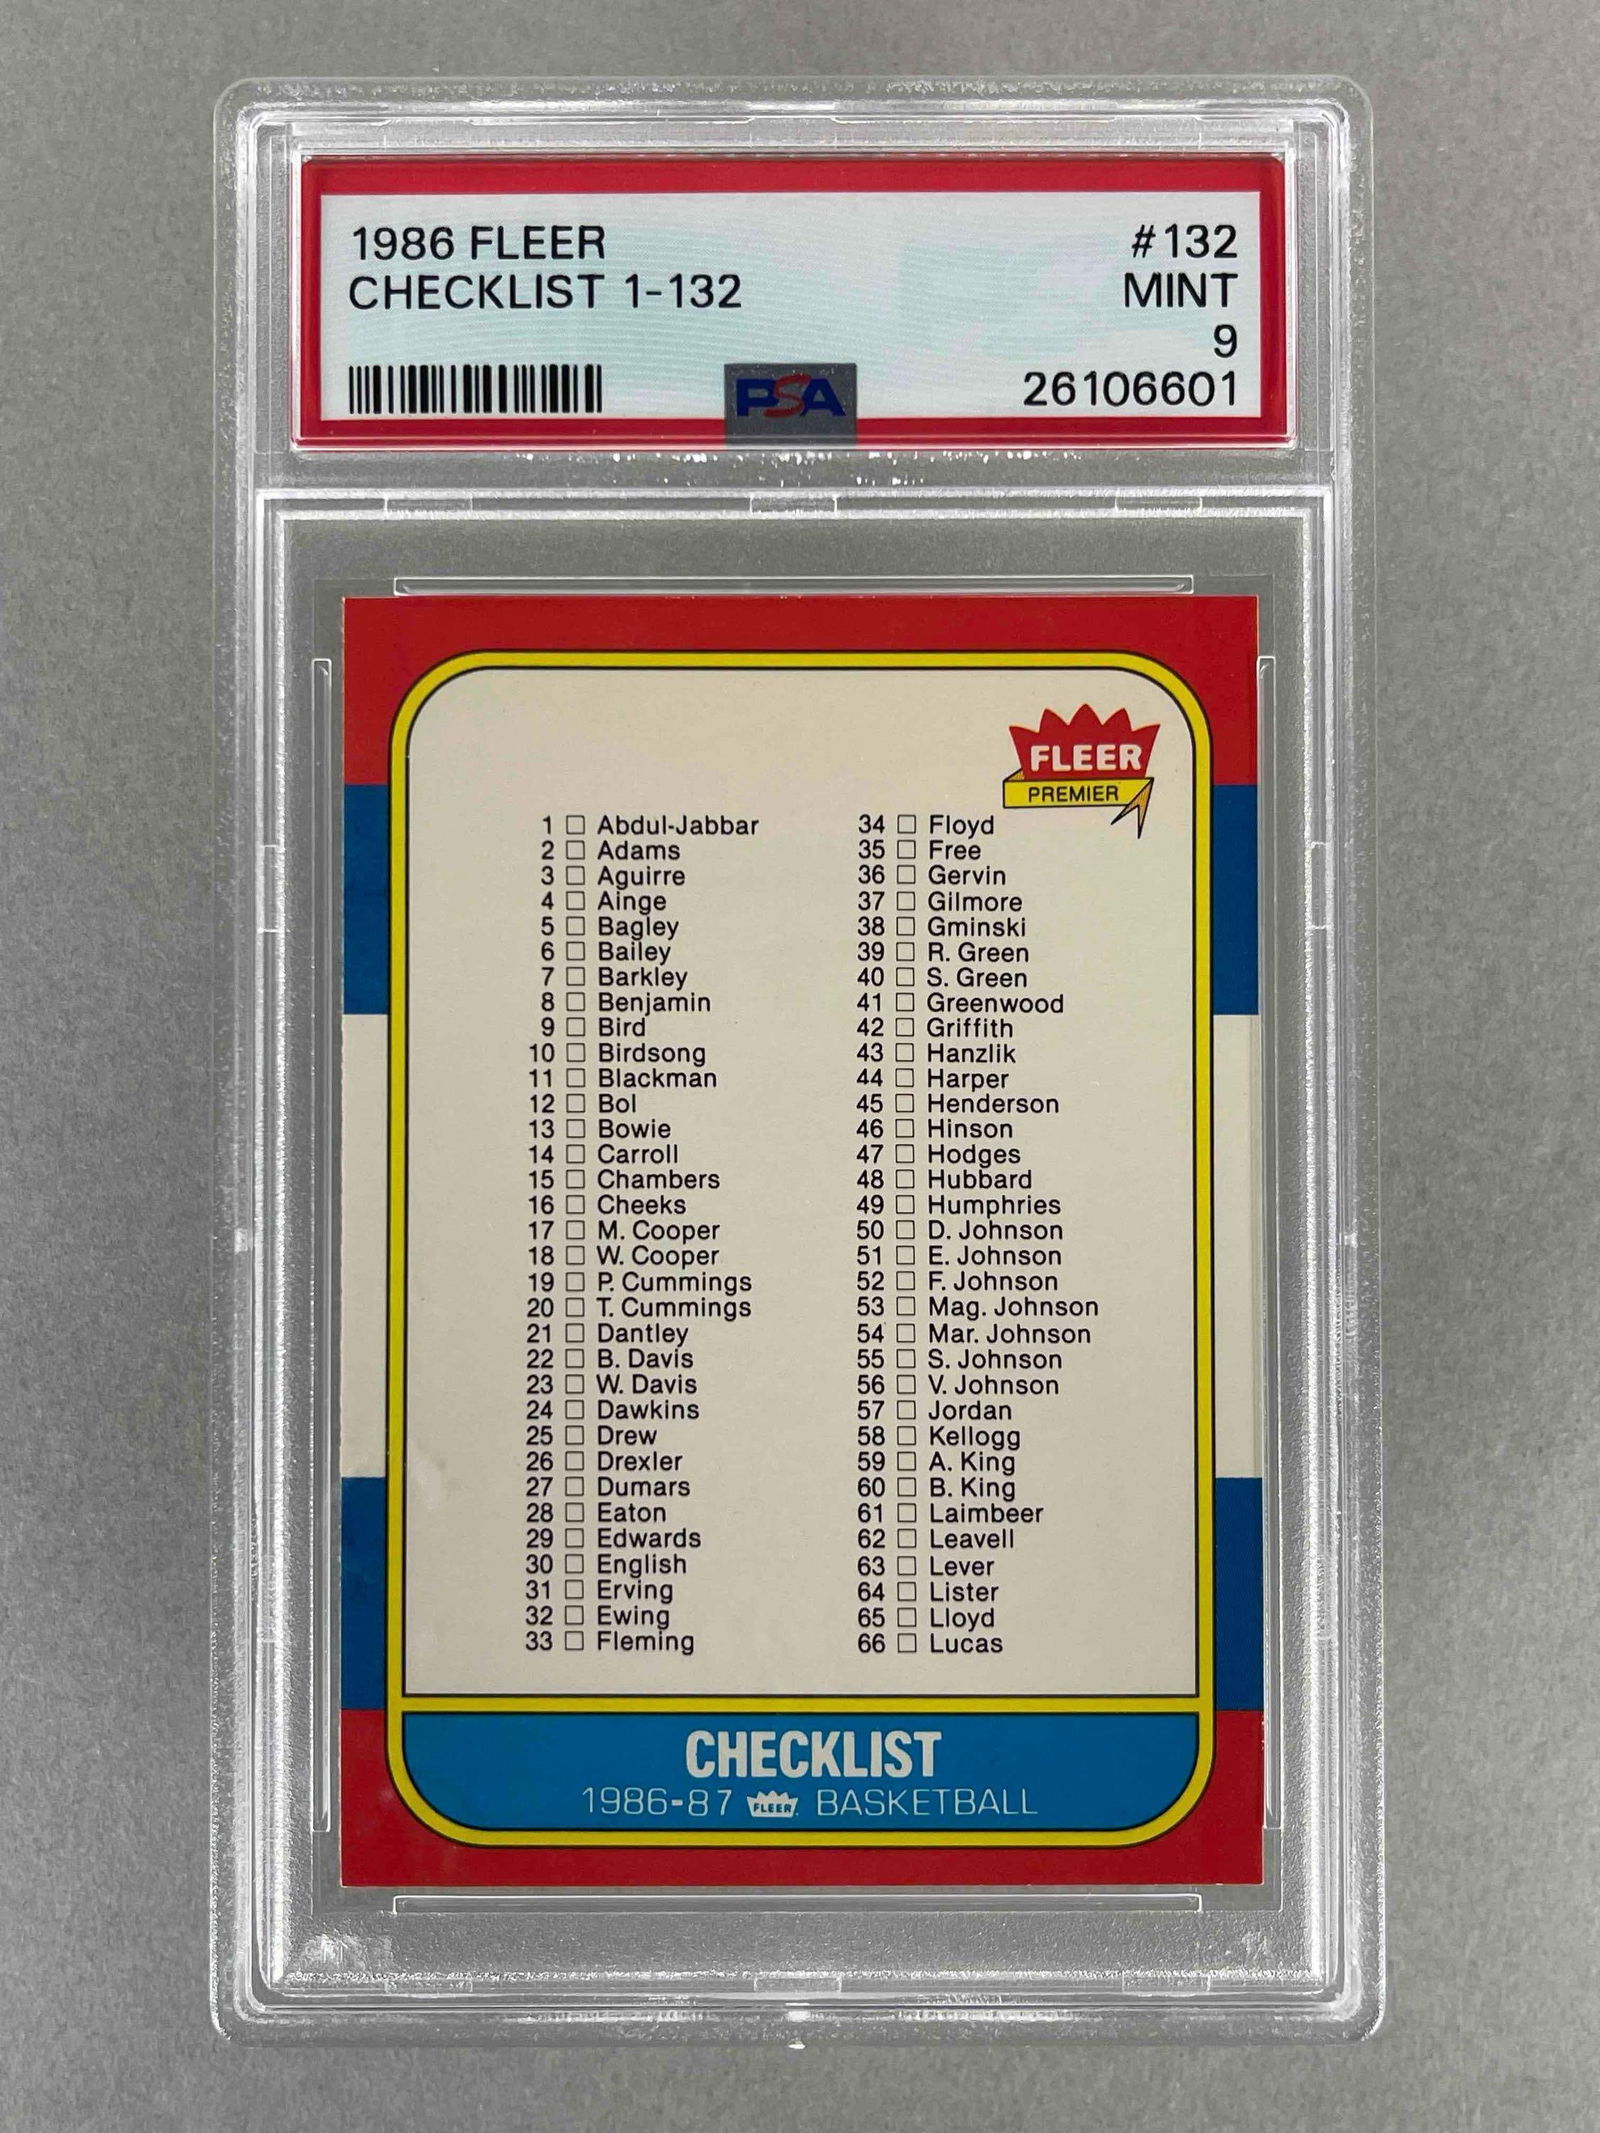 1986 FLEER #132
CHECKLIST 1-132 MINT
9
PSA 26106601
FLEER
PREMIER
1 □ Abdul-Jabbar
2 □ Adams
3 □ Aguirre
4 □ Ainge
5 □ Bagley
6 □ Bailey
7 □ Barkley
8 □ Benjamin
9 □ Bird
10 □ Birdsong
11 □ Blackman
12 □ Bol
13 □ Bowie
14 □ Carroll
15 □ Chambers
16 □ Cheeks
17 □ M. Cooper
18 □ W. Cooper
19 □ P. Cummings
20 □ T. Cummings
21 □ Dantley
22 □ B. Davis
23 □ W. Davis
24 □ Dawkins
25 □ Drew
26 □ Drexler
27 □ Dumars
28 □ Eaton
29 □ Edwards
30 □ English
31 □ Erving
32 □ Ewing
33 □ Fleming
34 □ Floyd
35 □ Free
36 □ Gervin
37 □ Gilmore
38 □ Gminski
39 □ R. Green
40 □ S. Green
41 □ Greenwood
42 □ Griffith
43 □ Hanzlik
44 □ Harper
45 □ Henderson
46 □ Hinson
47 □ Hodges
48 □ Hubbard
49 □ Humphries
50 □ D. Johnson
51 □ E. Johnson
52 □ F. Johnson
53 □ Mag. Johnson
54 □ Mar. Johnson
55 □ S. Johnson
56 □ V. Johnson
57 □ Jordan
58 □ Kellogg
59 □ A. King
60 □ B. King
61 □ Laimbeer
62 □ Leavell
63 □ Lever
64 □ Lister
65 □ Lloyd
66 □ Lucas
CHECKLIST
1986-87 FLEER BASKETBALL